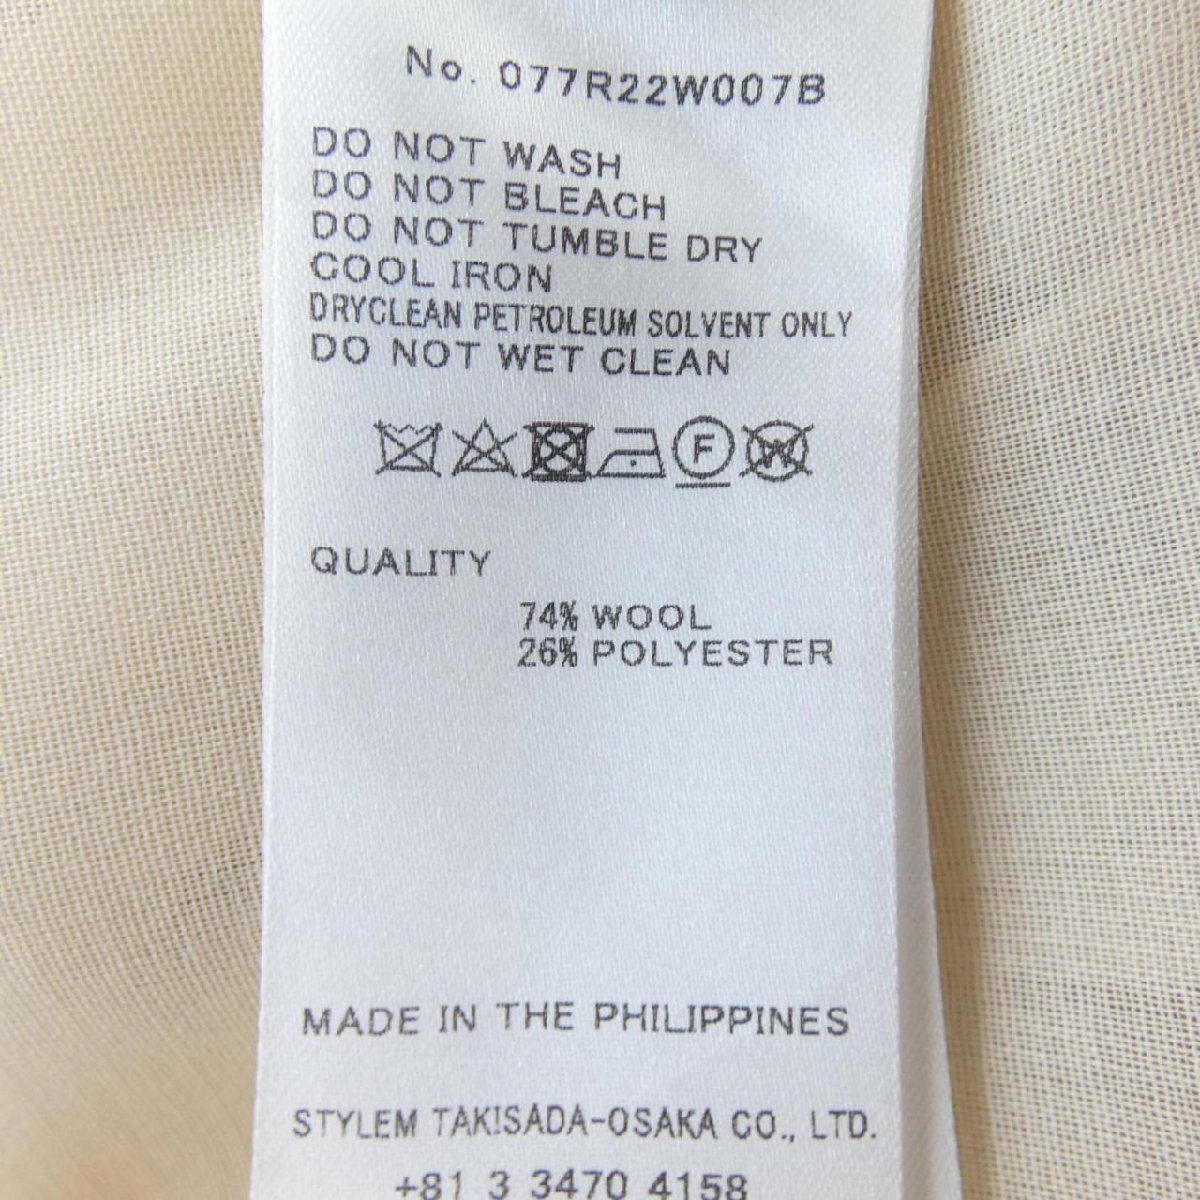 No. 077R22W007B
DO NOT WASH
DO NOT BLEACH
DO NOT TUMBLE DRY
COOL IRON
DRYCLEAN PETROLEUM SOLVENT ONLY
DO NOT WET CLEAN
F W
QUALITY
74% WOOL
26% POLYESTER
MADE IN THE PHILIPPINES
STYLEM TAKISADA-OSAKA CO., LTD.
+81 3 3470 4158